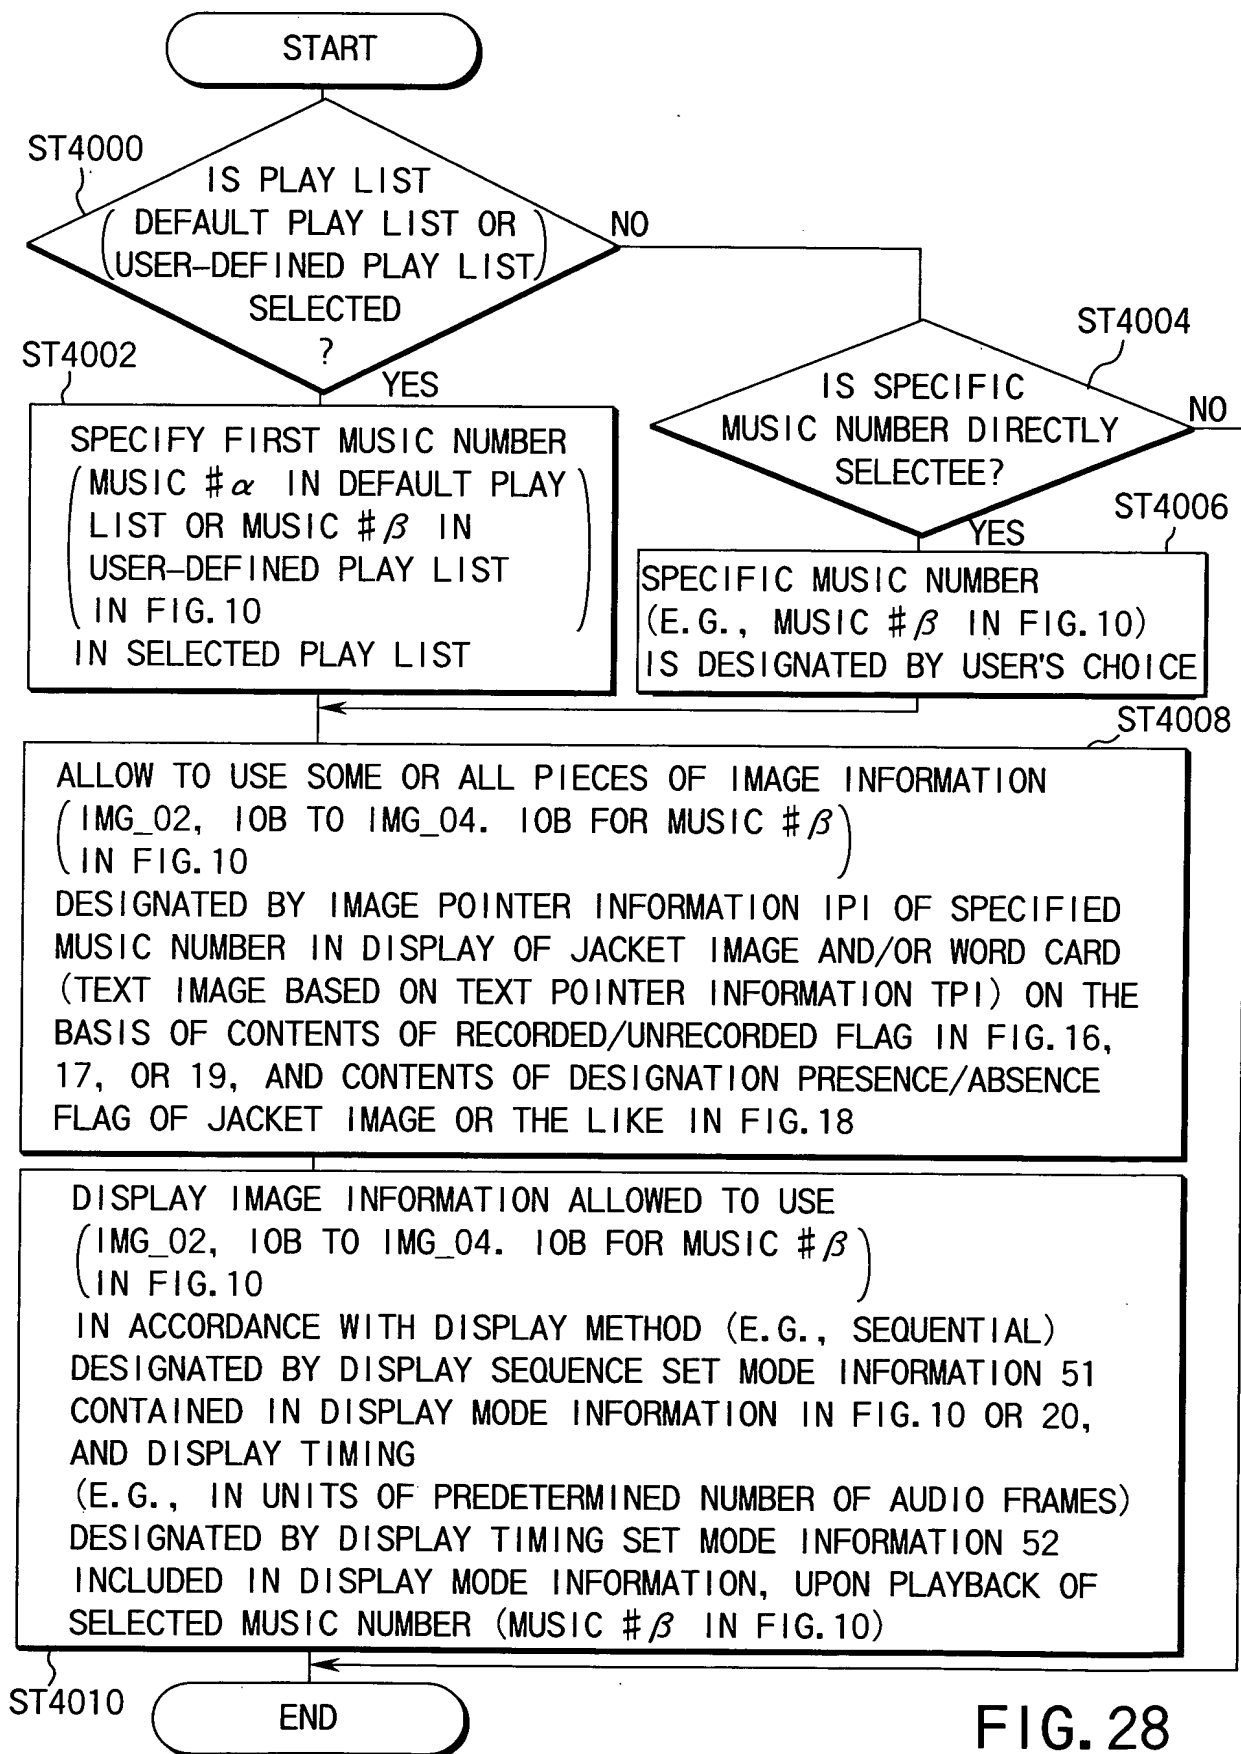 START
ST4000
IS PLAY LIST
(DEFAULT PLAY LIST OR
USER-DEFINED PLAY LIST)
SELECTED
?
NO
YES
ST4002
SPECIFY FIRST MUSIC NUMBER
(MUSIC #α IN DEFAULT PLAY
LIST OR MUSIC #β IN
USER-DEFINED PLAY LIST
IN FIG.10)
IN SELECTED PLAY LIST
ST4004
IS SPECIFIC
MUSIC NUMBER DIRECTLY
SELECTEE?
NO
YES
ST4006
SPECIFIC MUSIC NUMBER
(E.G., MUSIC #β IN FIG.10)
IS DESIGNATED BY USER'S CHOICE
ST4008
ALLOW TO USE SOME OR ALL PIECES OF IMAGE INFORMATION
(IMG_02, IOB TO IMG_04. IOB FOR MUSIC #β
IN FIG.10)
DESIGNATED BY IMAGE POINTER INFORMATION IPI OF SPECIFIED
MUSIC NUMBER IN DISPLAY OF JACKET IMAGE AND/OR WORD CARD
(TEXT IMAGE BASED ON TEXT POINTER INFORMATION TPI) ON THE
BASIS OF CONTENTS OF RECORDED/UNRECORDED FLAG IN FIG.16,
17, OR 19, AND CONTENTS OF DESIGNATION PRESENCE/ABSENCE
FLAG OF JACKET IMAGE OR THE LIKE IN FIG.18
DISPLAY IMAGE INFORMATION ALLOWED TO USE
(IMG_02, IOB TO IMG_04. IOB FOR MUSIC #β
IN FIG.10)
IN ACCORDANCE WITH DISPLAY METHOD (E.G., SEQUENTIAL)
DESIGNATED BY DISPLAY SEQUENCE SET MODE INFORMATION 51
CONTAINED IN DISPLAY MODE INFORMATION IN FIG.10 OR 20,
AND DISPLAY TIMING
(E.G., IN UNITS OF PREDETERMINED NUMBER OF AUDIO FRAMES)
DESIGNATED BY DISPLAY TIMING SET MODE INFORMATION 52
INCLUDED IN DISPLAY MODE INFORMATION, UPON PLAYBACK OF
SELECTED MUSIC NUMBER (MUSIC #β IN FIG.10)
ST4010
END
FIG.28